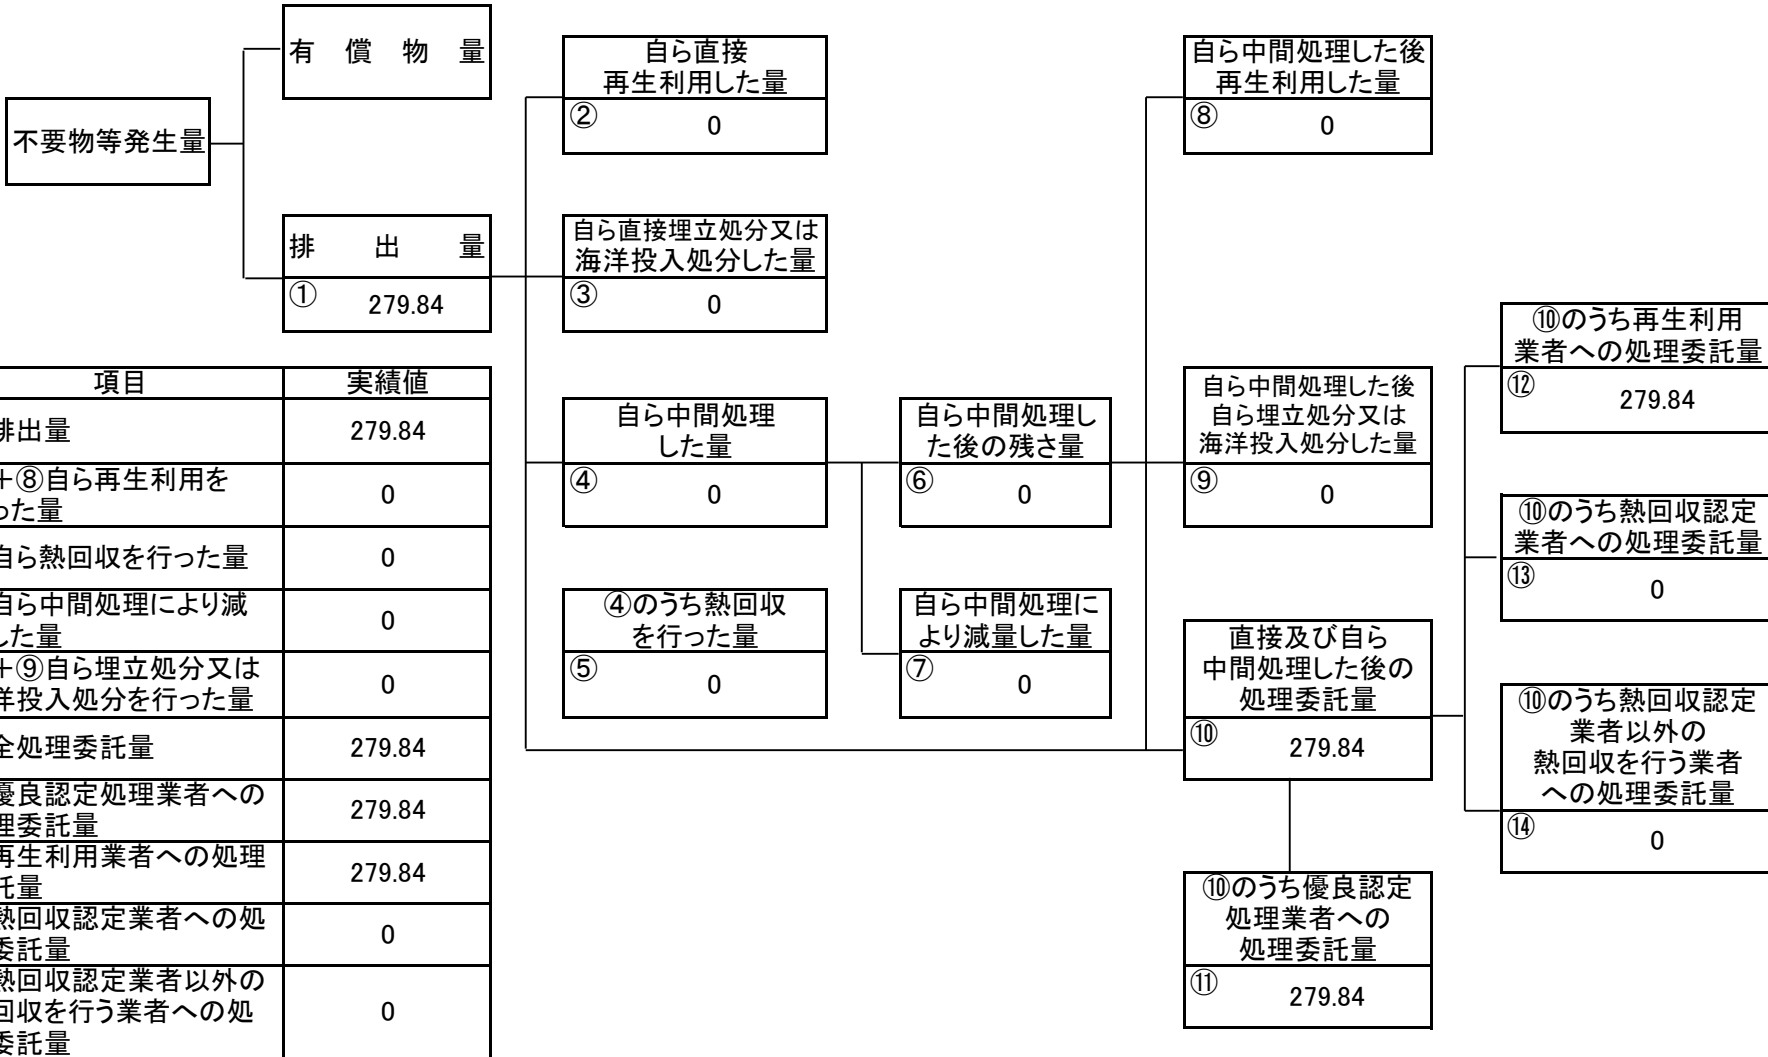 不要物等発生量
有償物量
排出量
① 279.84
自ら直接
再生利用した量
② 0
自ら直接埋立処分又は
海洋投入処分した量
③ 0
自ら中間処理
した量
④ 0
④のうち熱回収
を行った量
⑤ 0
自ら中間処理し
た後の残さ量
⑥ 0
自ら中間処理に
より減量した量
⑦ 0
自ら中間処理した後
再生利用した量
⑧ 0
自ら中間処理した後
自ら埋立処分又は
海洋投入処分した量
⑨ 0
直接及び自ら
中間処理した後の
処理委託量
⑩ 279.84
⑩のうち優良認定
処理業者への
処理委託量
⑪ 279.84
⑩のうち再生利用
業者への処理委託量
⑫ 279.84
⑩のうち熱回収認定
業者への処理委託量
⑬ 0
⑩のうち熱回収認定
業者以外の
熱回収を行う業者
への処理委託量
⑭ 0
項目 実績値
排出量 279.84
+⑧自ら再生利用を
った量 0
自ら熱回収を行った量 0
自ら中間処理により減
した量 0
+⑨自ら埋立処分又は
洋投入処分を行った量 0
全処理委託量 279.84
優良認定処理業者への
理委託量 279.84
再生利用業者への処理
託量 279.84
熱回収認定業者への処
委託量 0
熱回収認定業者以外の
回収を行う業者への処
委託量 0